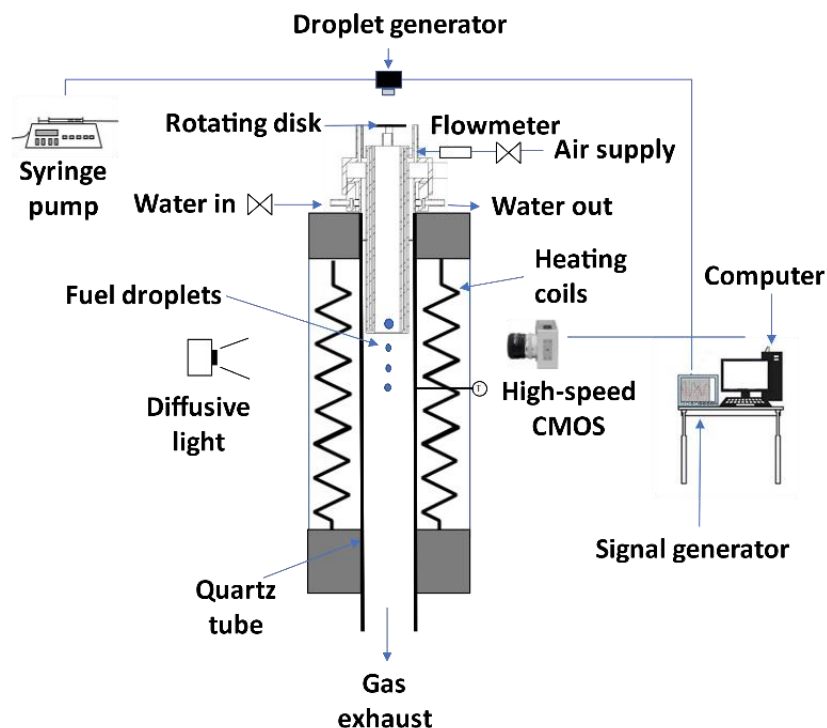 Droplet generator
Rotating disk
Flowmeter
Air supply
Syringe
pump
Water in
Water out
Heating
coils
Computer
Fuel droplets
T
Diffusive
light
High-speed
CMOS
Signal generator
Quartz
tube
Gas
exhaust